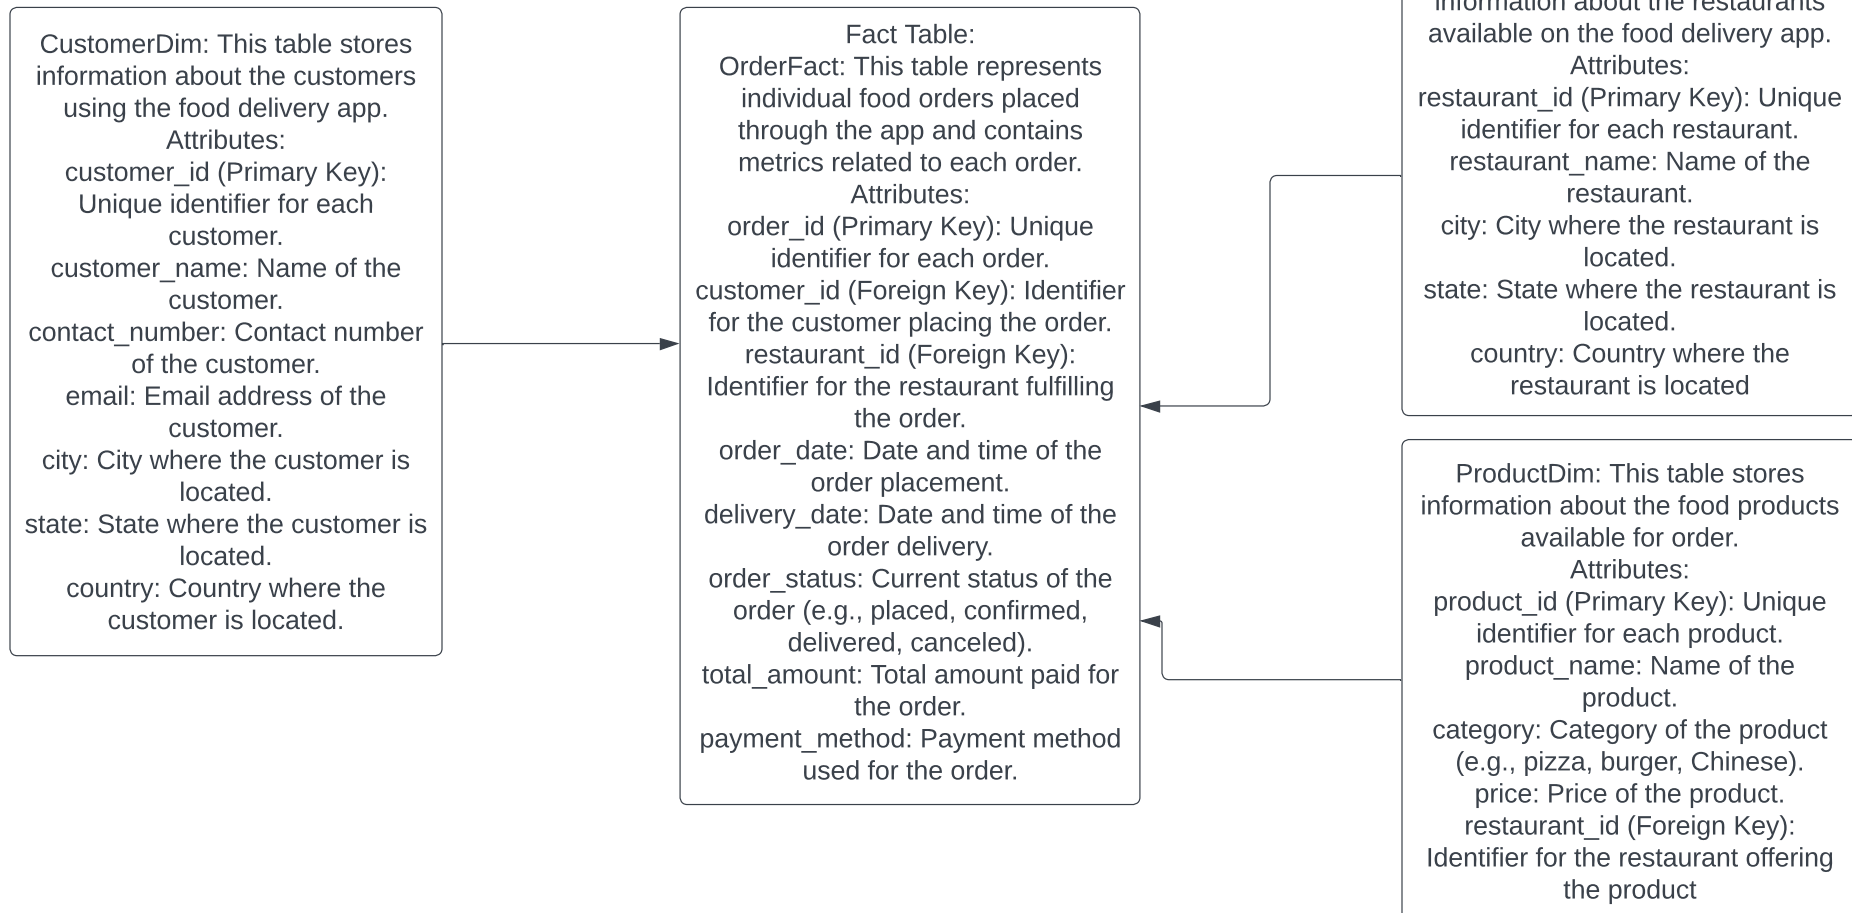 CustomerDim: This table stores
information about the customers
using the food delivery app.
Attributes:
customer_id (Primary Key):
Unique identifier for each
customer.
customer_name: Name of the
customer.
contact_number: Contact number
of the customer.
email: Email address of the
customer.
city: City where the customer is
located.
state: State where the customer is
located.
country: Country where the
customer is located.
Fact Table:
OrderFact: This table represents
individual food orders placed
through the app and contains
metrics related to each order.
Attributes:
order_id (Primary Key): Unique
identifier for each order.
customer_id (Foreign Key): Identifier
for the customer placing the order.
restaurant_id (Foreign Key):
Identifier for the restaurant fulfilling
the order.
order_date: Date and time of the
order placement.
delivery_date: Date and time of the
order delivery.
order_status: Current status of the
order (e.g., placed, confirmed,
delivered, canceled).
total_amount: Total amount paid for
the order.
payment_method: Payment method
used for the order.
information about the restaurants
available on the food delivery app.
Attributes:
restaurant_id (Primary Key): Unique
identifier for each restaurant.
restaurant_name: Name of the
restaurant.
city: City where the restaurant is
located.
state: State where the restaurant is
located.
country: Country where the
restaurant is located
ProductDim: This table stores
information about the food products
available for order.
Attributes:
product_id (Primary Key): Unique
identifier for each product.
product_name: Name of the
product.
category: Category of the product
(e.g., pizza, burger, Chinese).
price: Price of the product.
restaurant_id (Foreign Key):
Identifier for the restaurant offering
the product